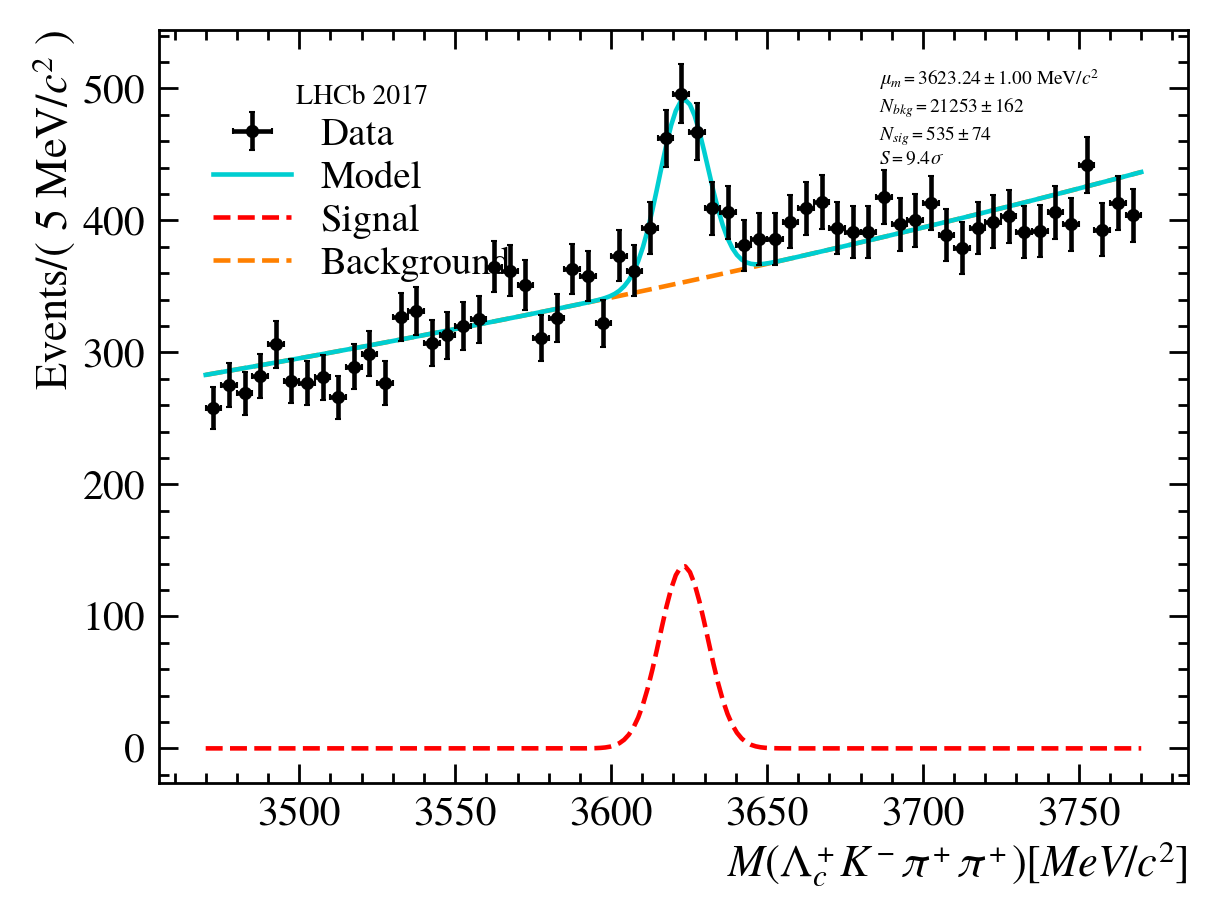 Events/( 5 MeV/c² )
500
400
300
200
100
0
LHCb 2017
Data
Model
Signal
Background
μₘ = 3623.24 ± 1.00 MeV/c²
N_bkg = 21253 ± 162
N_sig = 535 ± 74
S = 9.4σ
3500 3550 3600 3650 3700 3750
M(Λ_c⁺K⁻π⁺π⁺)[MeV/c²]